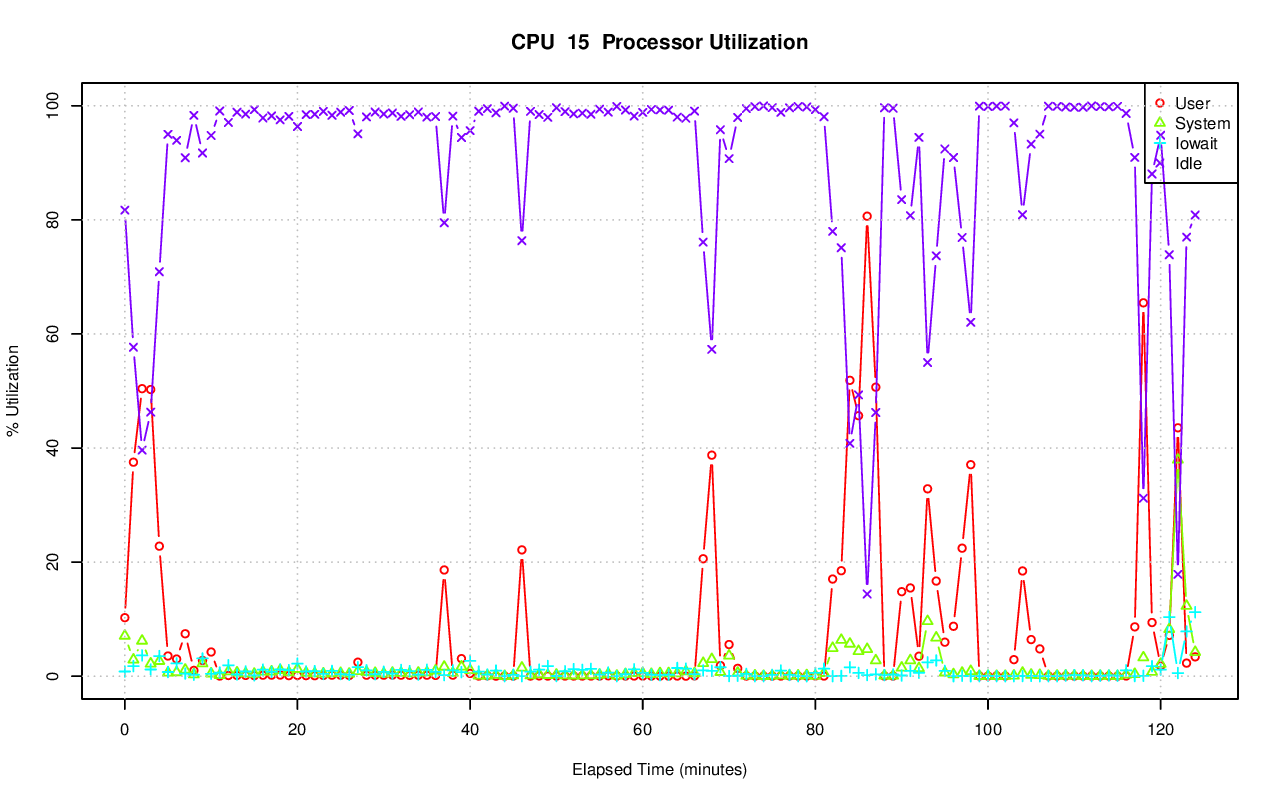 CPU 15 Processor Utilization
100
80
60
40
20
0
% Utilization
User
System
Iowait
Idle
0 20 40 60 80 100 120
Elapsed Time (minutes)